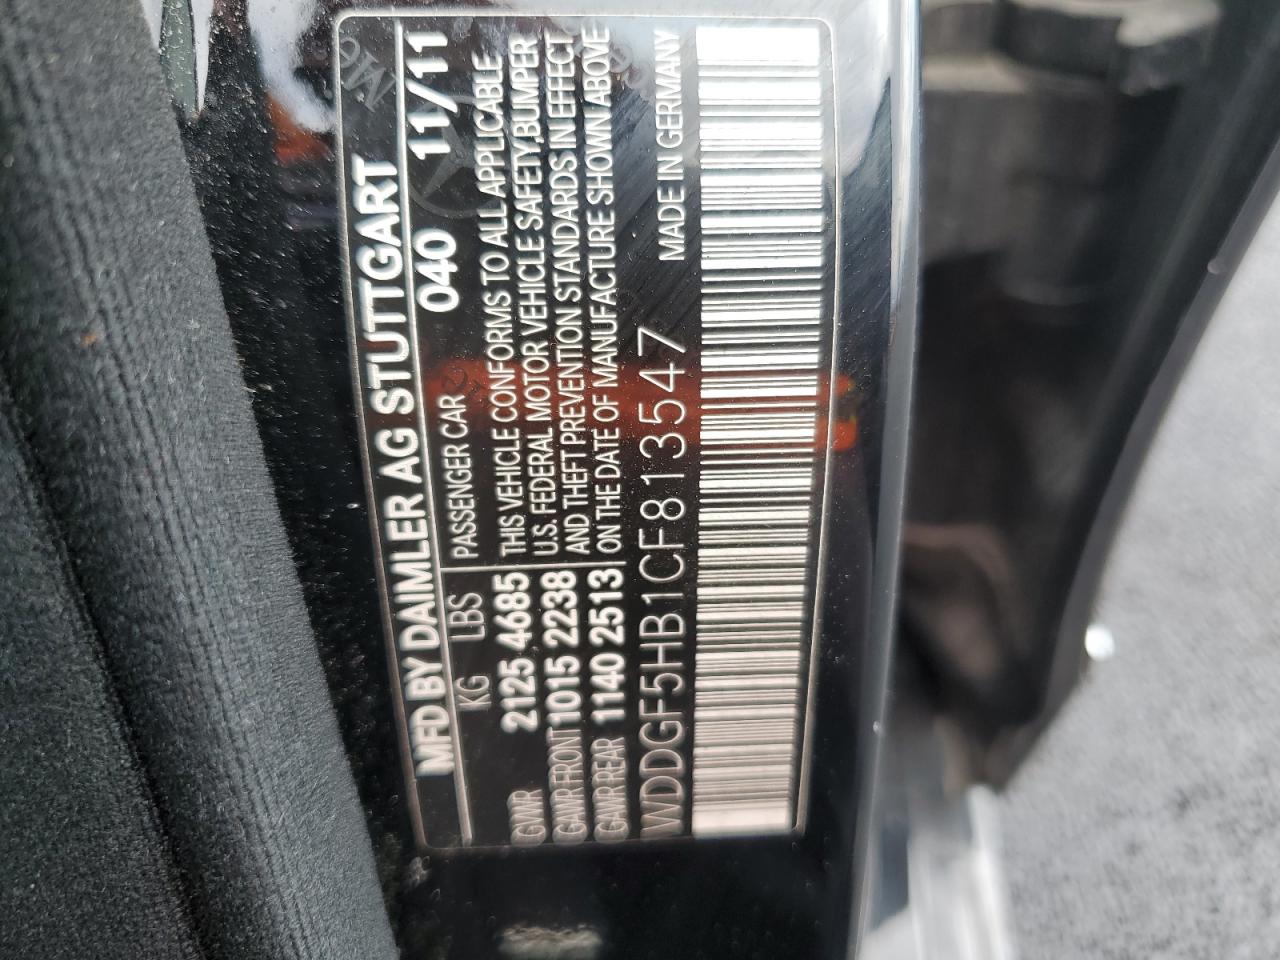 MFD BY DAIMLER AG STUTTGART
040 11/11
KG LBS PASSENGER CAR
GVWR 2125 4685
GAWR FRONT 1015 2238
GAWR REAR 1140 2513
THIS VEHICLE CONFORMS TO ALL APPLICABLE
U.S. FEDERAL MOTOR VEHICLE SAFETY, BUMPER
AND THEFT PREVENTION STANDARDS IN EFFECT
ON THE DATE OF MANUFACTURE SHOWN ABOVE
WDDGF5HB1CF813547 MADE IN GERMANY